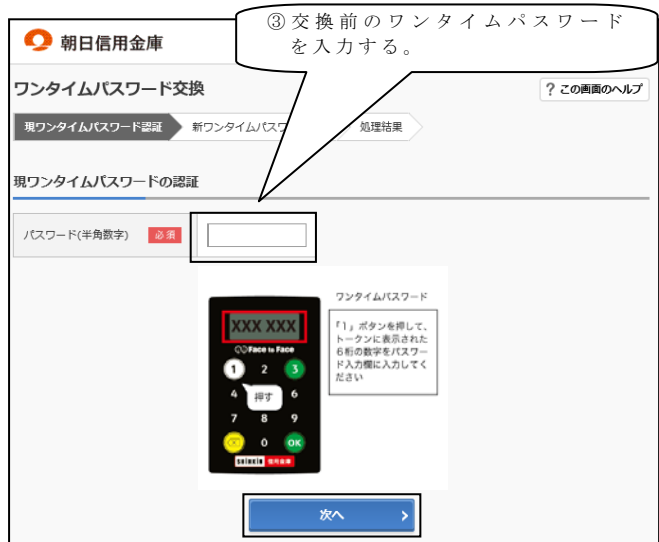 ③交換前のワンタイムパスワード
を入力する。
朝日信用金庫
ワンタイムパスワード交換
? この画面のヘルプ
現ワンタイムパスワード認証
新ワンタイムパスワ
処理結果
現ワンタイムパスワードの認証
パスワード(半角数字) 必須
ワンタイムパスワード
「1」ボタンを押して、
トークンに表示された
6桁の数字をパスワー
ド入力欄に入力してく
ださい
XXX XXX
Face to Face
1 2 3
4 押す 6
7 8 9
0 OK
SHINKIN 信用金庫
次へ